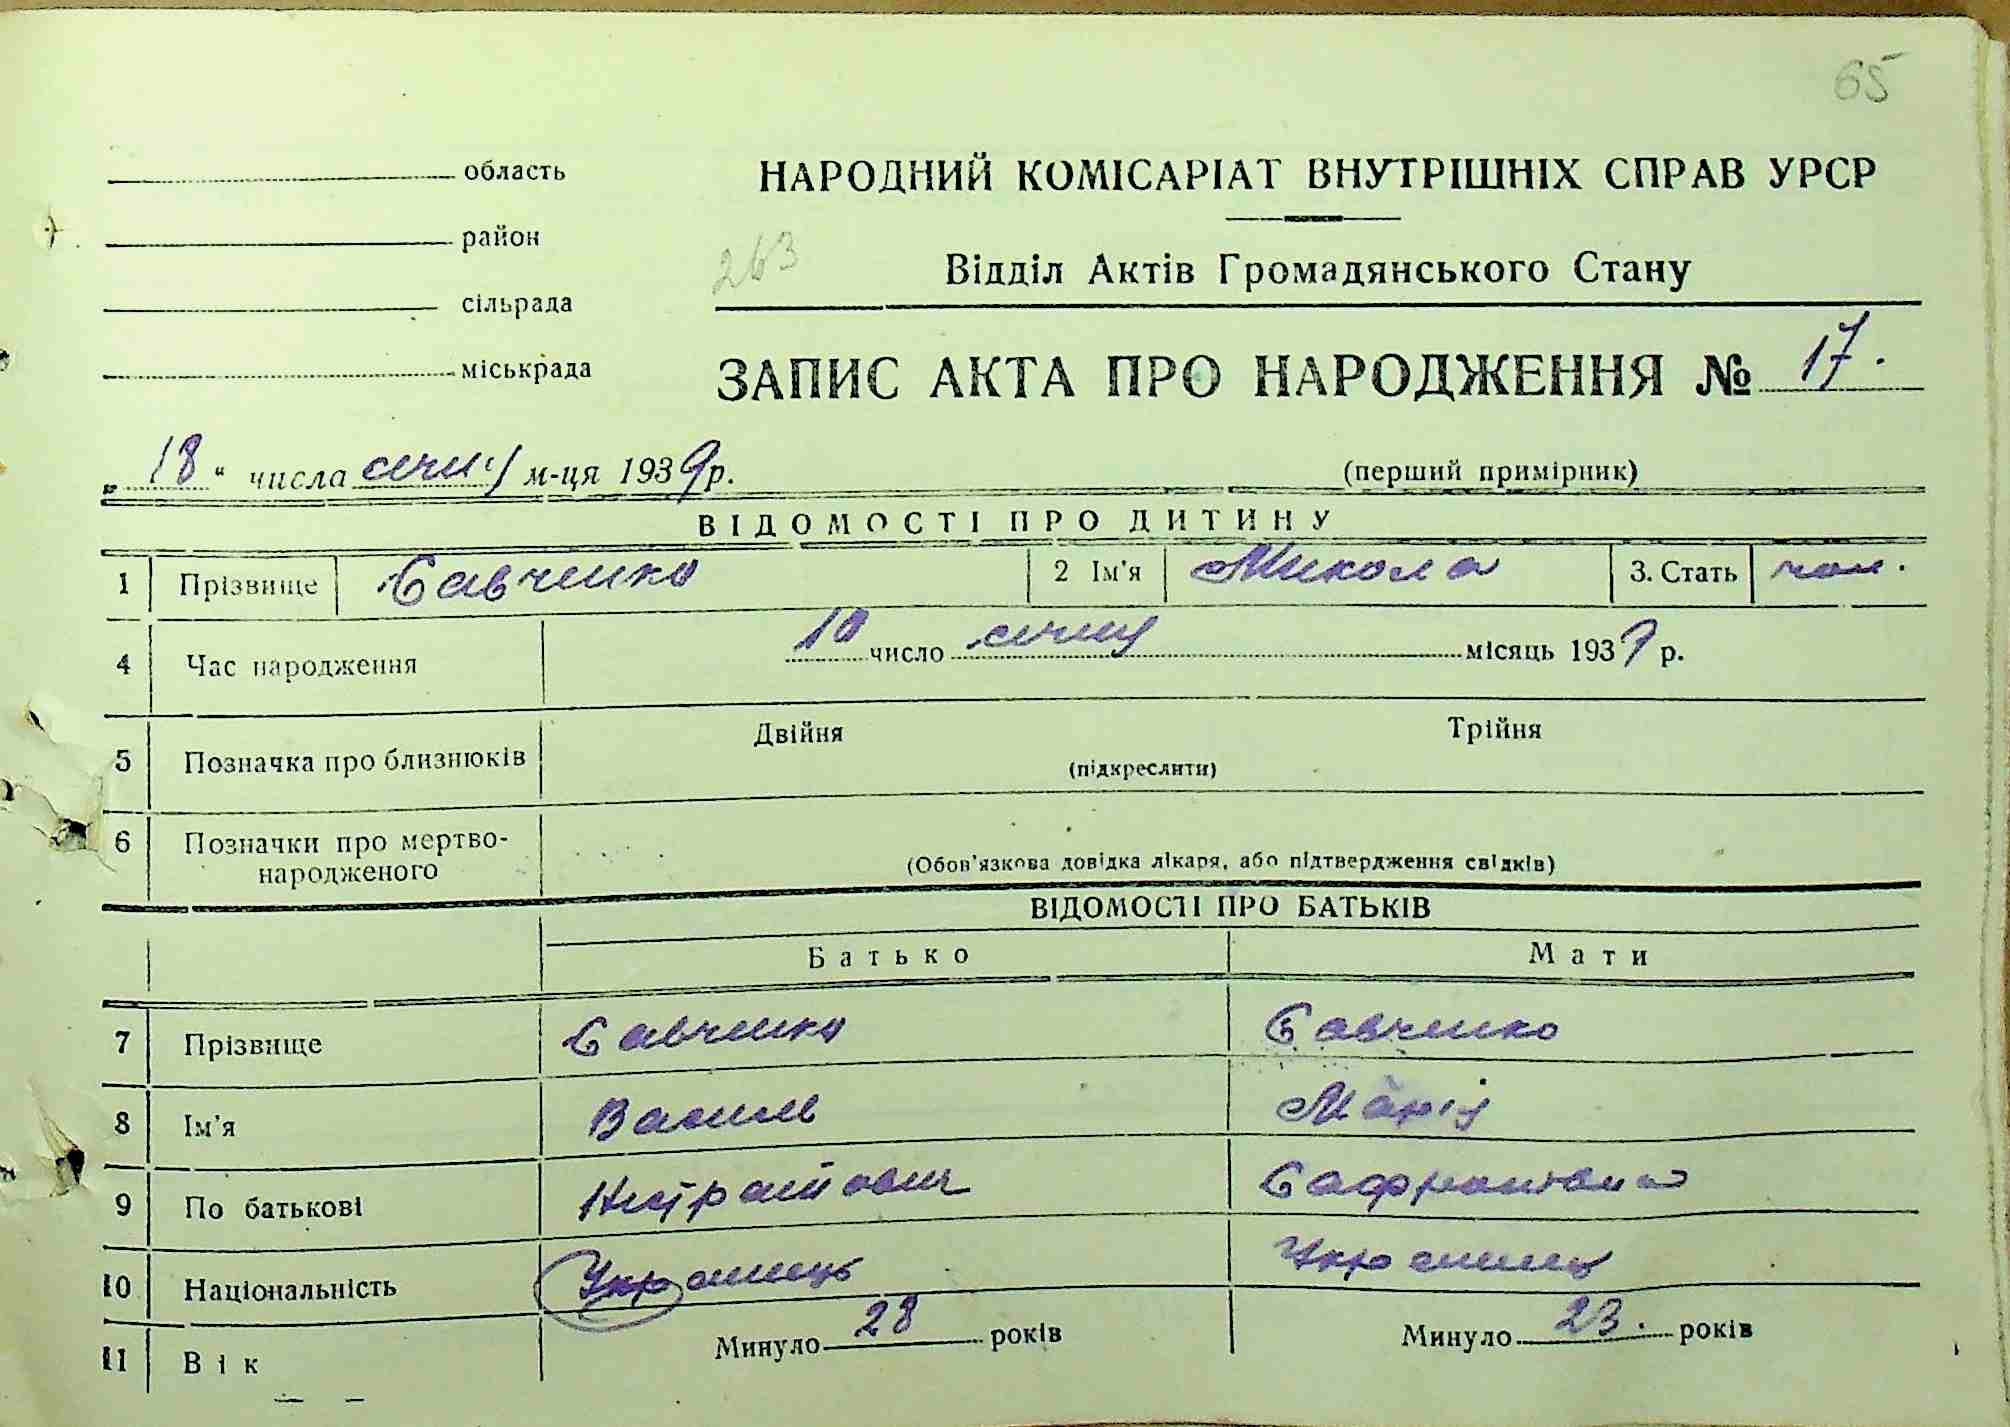 65
область
район
сільрада
міськрада
НАРОДНИЙ КОМІСАРІАТ ВНУТРІШНІХ СПРАВ УРСР
263
Відділ Актів Громадянського Стану
ЗАПИС АКТА ПРО НАРОДЖЕННЯ № 17.
„ 18 “ числа січня м-ця 1939 р.
(перший примірник)
ВІДОМОСТІ ПРО ДИТИНУ
1 Прізвище Савченко 2 Ім'я Микола 3. Стать чол.
4 Час народження 10 число січня місяць 1939 р.
5 Позначка про близнюків Двійня Трійня
(підкреслити)
6 Позначки про мертво-
народженого
(Обов'язкова довідка лікаря, або підтвердження свідків)
ВІДОМОСТІ ПРО БАТЬКІВ
Батько Мати
7 Прізвище Савченко Савченко
8 Ім'я Василь Марія
9 По батькові
10 Національність Українець Українец
11 Вік Минуло 28 років Минуло 23. років